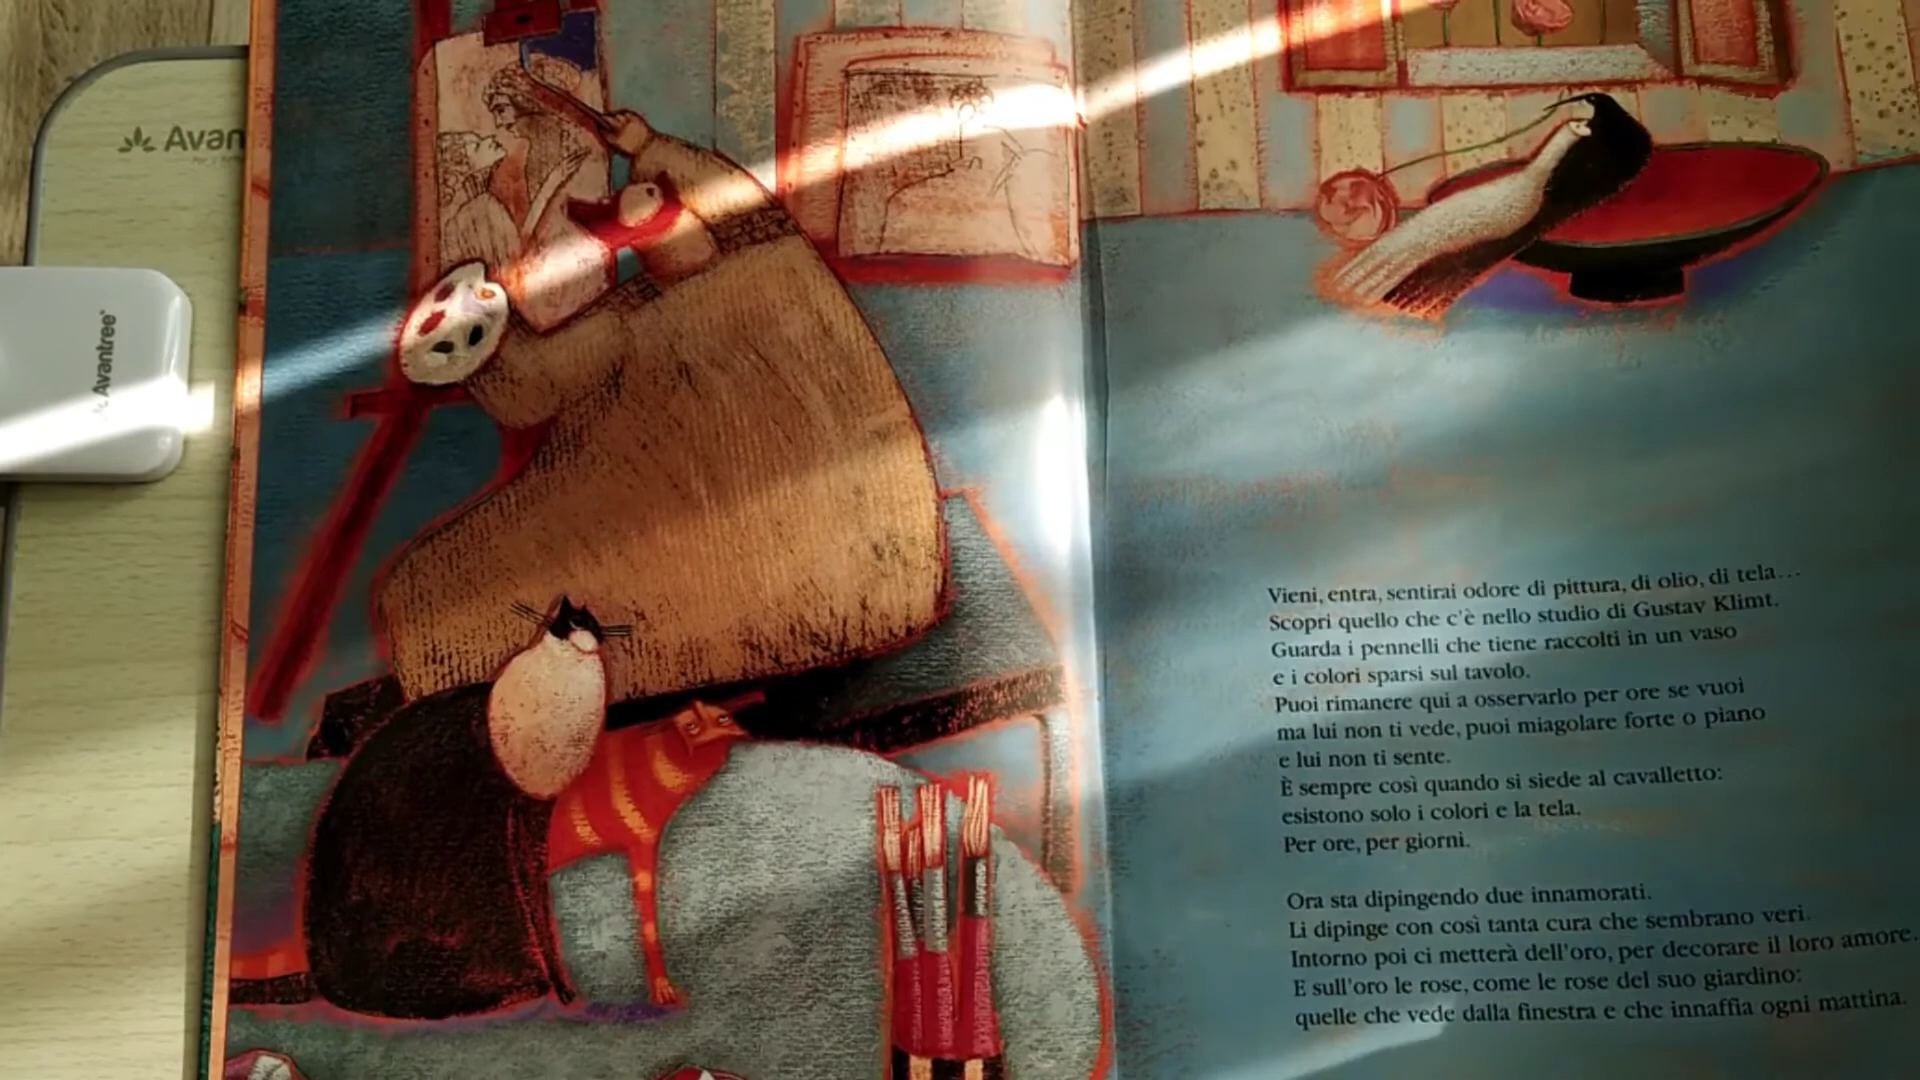 Avan
Avantree
Vieni, entra, sentirai odore di pittura, di olio, di tela...
Scopri quello che c'è nello studio di Gustav Klimt.
Guarda i pennelli che tiene raccolti in un vaso
e i colori sparsi sul tavolo.
Puoi rimanere qui a osservarlo per ore se vuoi
ma lui non ti vede, puoi miagolare forte o piano
e lui non ti sente.
È sempre così quando si siede al cavalletto:
esistono solo i colori e la tela.
Per ore, per giorni.
Ora sta dipingendo due innamorati.
Li dipinge con così tanta cura che sembrano veri.
Intorno poi ci metterà dell'oro, per decorare il loro amore.
E sull'oro le rose, come le rose del suo giardino:
quelle che vede dalla finestra e che innaffia ogni mattina.